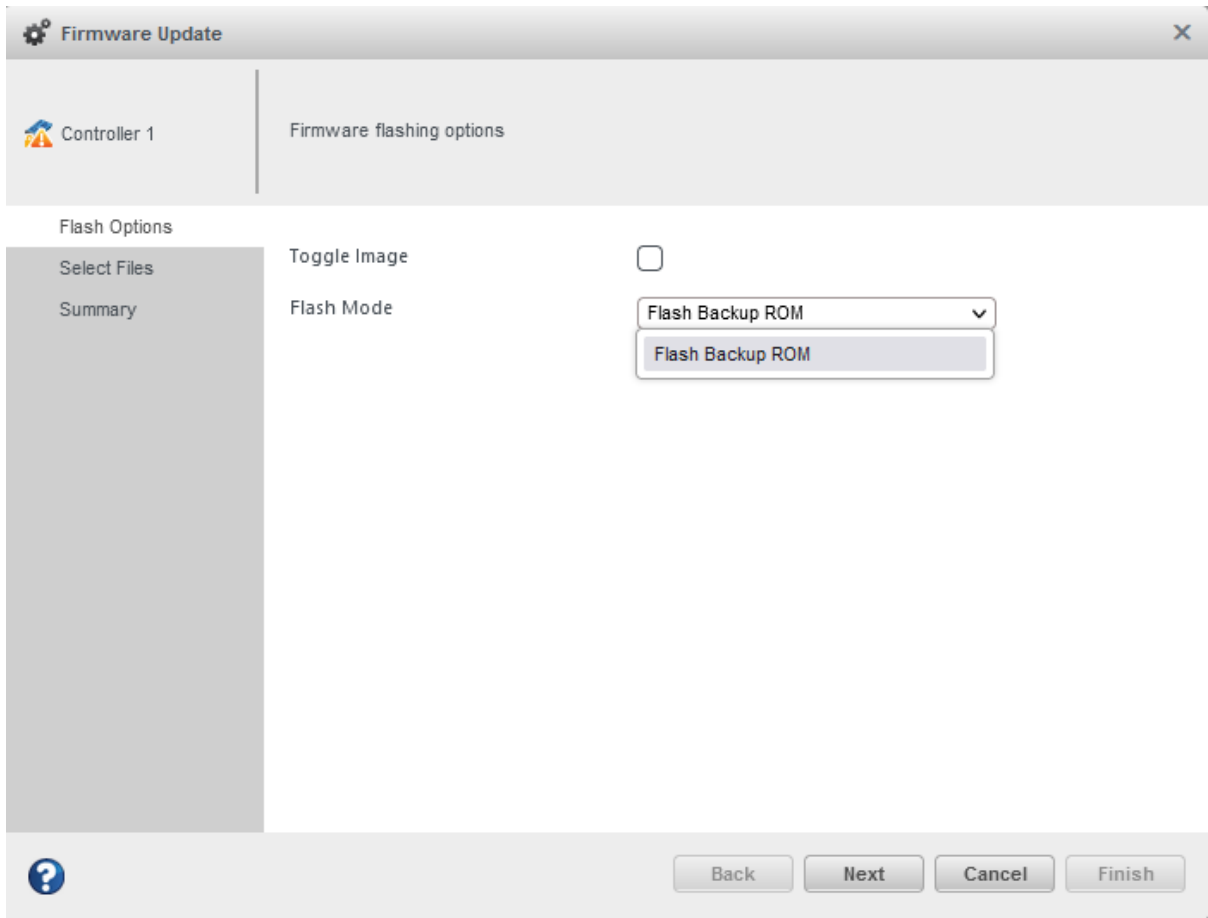 Firmware Update
Controller 1
Firmware flashing options
Flash Options
Select Files
Summary
Toggle Image
Flash Mode
Flash Backup ROM
Flash Backup ROM
?
Back
Next
Cancel
Finish